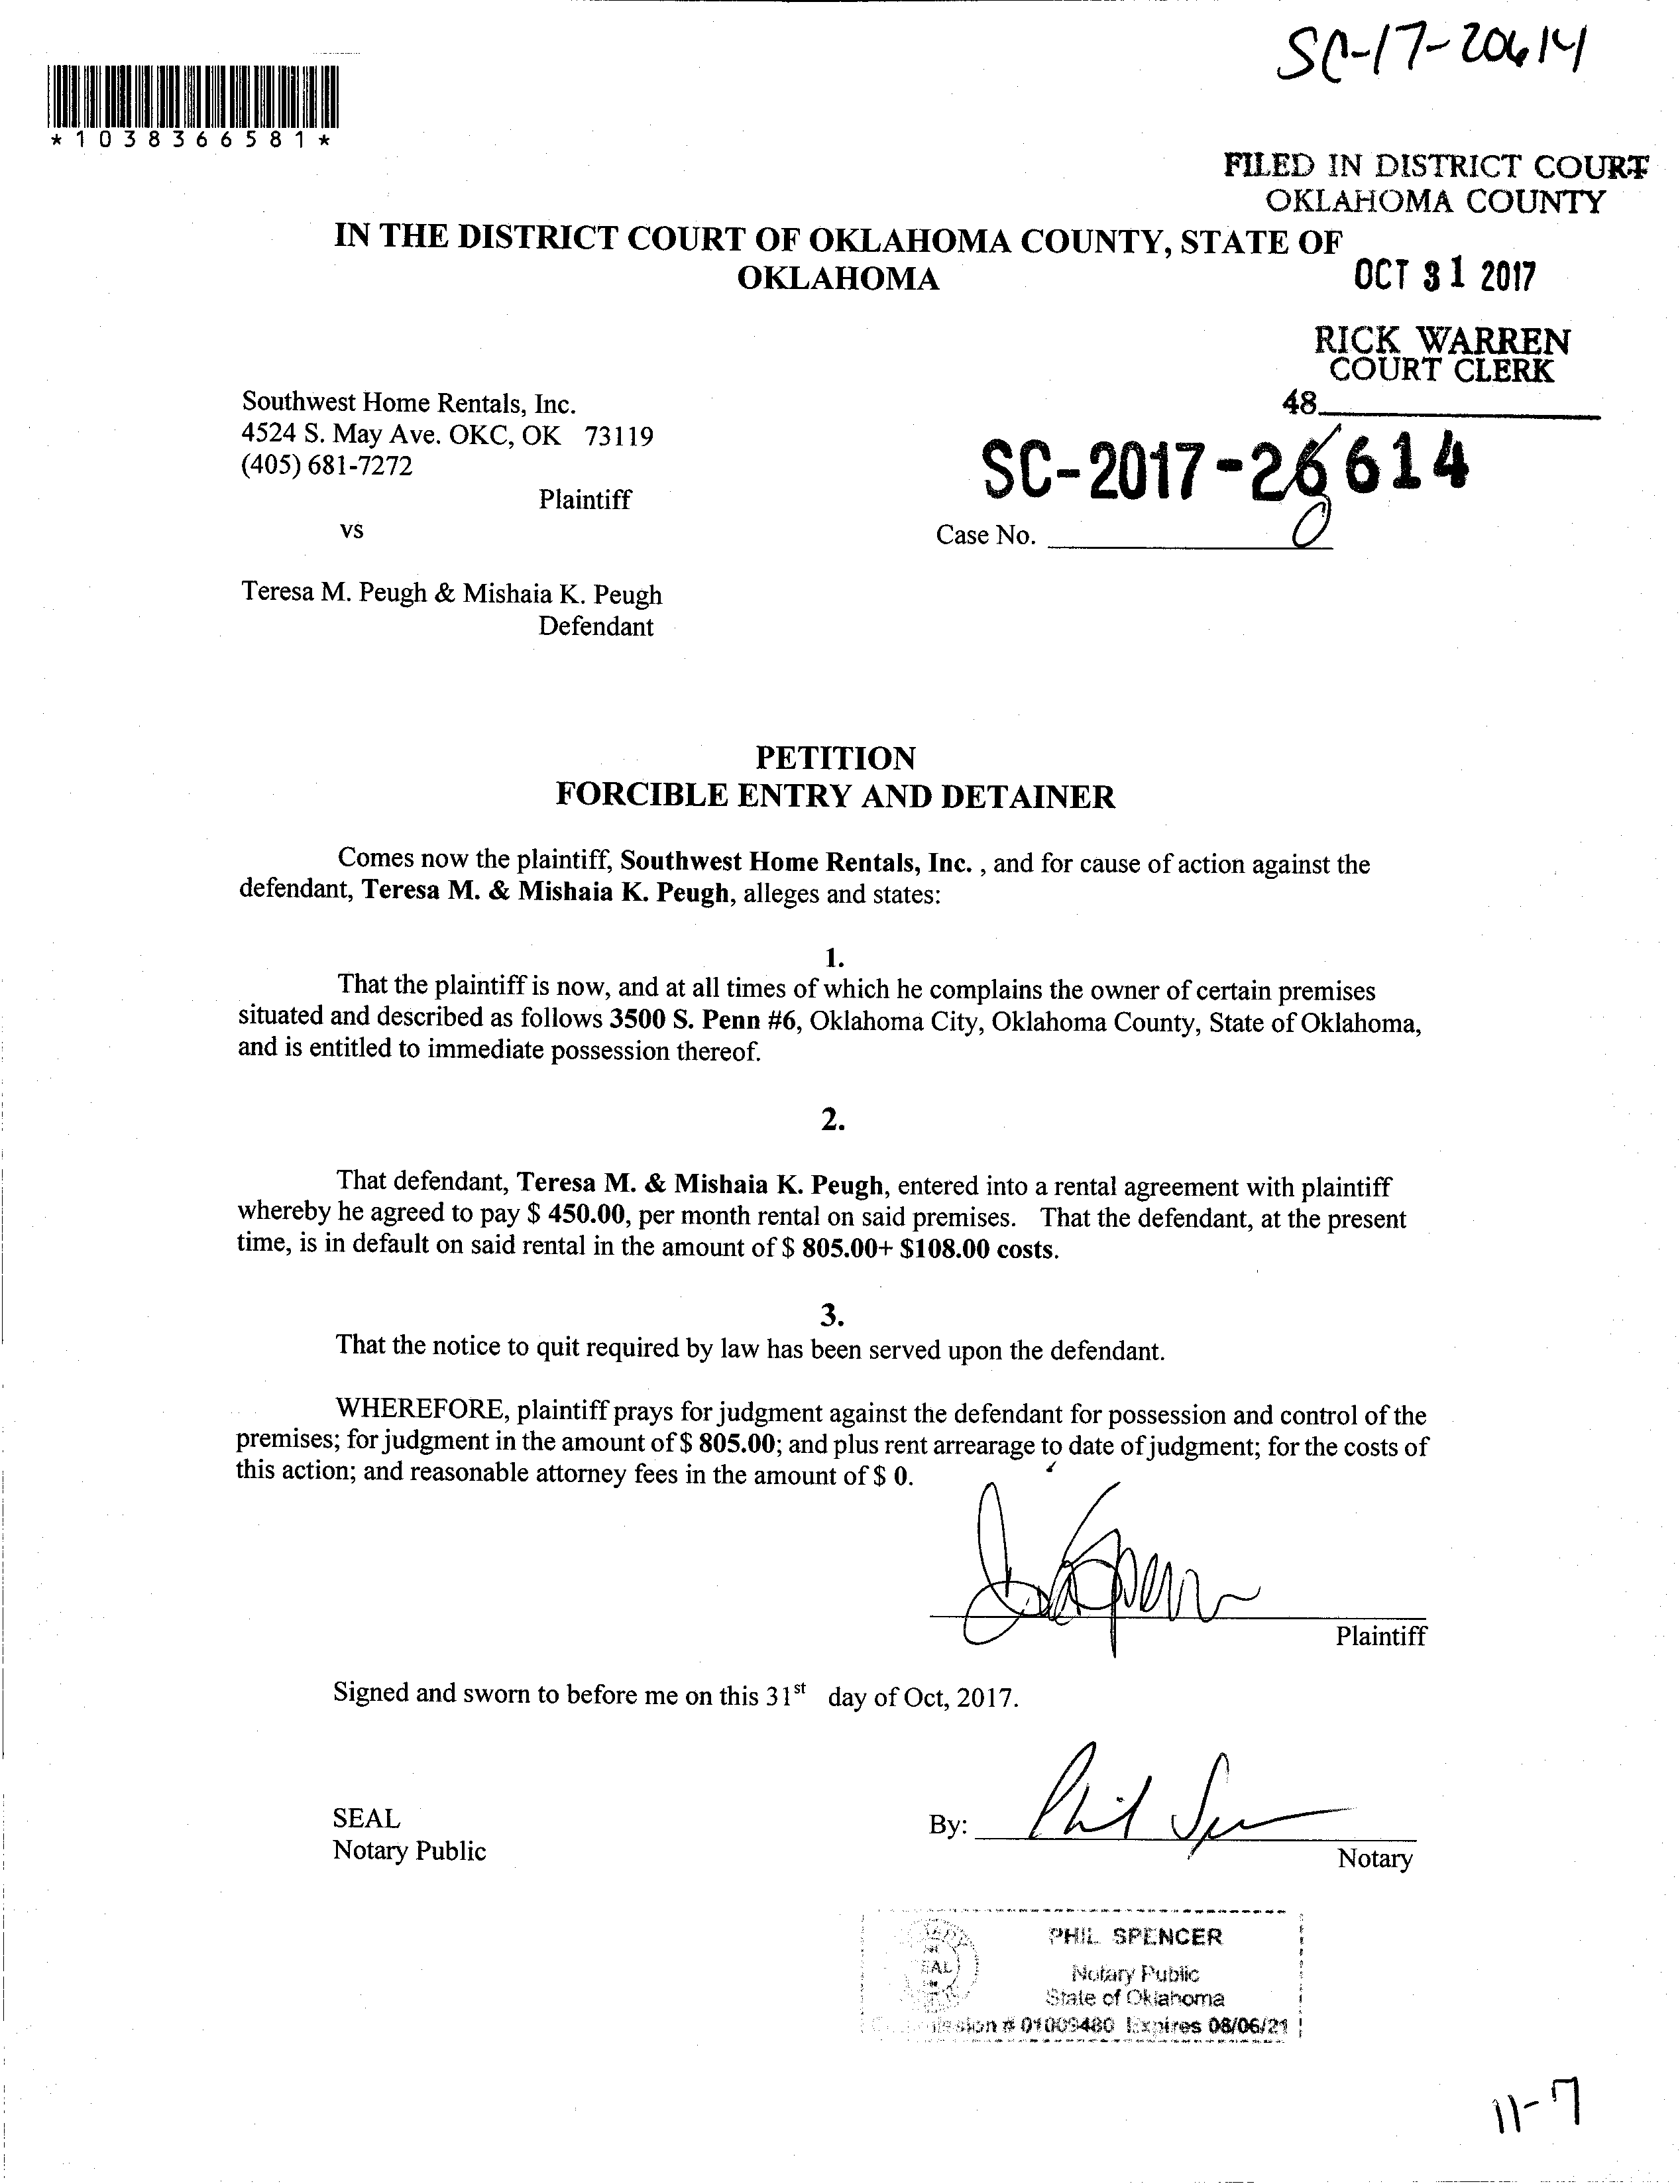 SC-17-20614
*1038366581*
FILED IN DISTRICT COURT
OKLAHOMA COUNTY
IN THE DISTRICT COURT OF OKLAHOMA COUNTY, STATE OF
OKLAHOMA
OCT 31 2017
RICK WARREN
COURT CLERK
48
Southwest Home Rentals, Inc.
4524 S. May Ave. OKC, OK 73119
(405) 681-7272
Plaintiff
SC-2017-26614
0
vs
Case No.
Teresa M. Peugh & Mishaia K. Peugh
Defendant
PETITION
FORCIBLE ENTRY AND DETAINER
Comes now the plaintiff, Southwest Home Rentals, Inc. , and for cause of action against the
defendant, Teresa M. & Mishaia K. Peugh, alleges and states:
1.
That the plaintiff is now, and at all times of which he complains the owner of certain premises
situated and described as follows 3500 S. Penn #6, Oklahoma City, Oklahoma County, State of Oklahoma,
and is entitled to immediate possession thereof.
2.
That defendant, Teresa M. & Mishaia K. Peugh, entered into a rental agreement with plaintiff
whereby he agreed to pay $ 450.00, per month rental on said premises. That the defendant, at the present
time, is in default on said rental in the amount of $ 805.00+ $108.00 costs.
3.
That the notice to quit required by law has been served upon the defendant.
WHEREFORE, plaintiff prays for judgment against the defendant for possession and control of the
premises; for judgment in the amount of $ 805.00; and plus rent arrearage to date of judgment; for the costs of
this action; and reasonable attorney fees in the amount of $ 0.
Plaintiff
Signed and sworn to before me on this 31st day of Oct, 2017.
SEAL
Notary Public
By: Phil
Notary
PHIL SPENCER
Notary Public
State of Oklahoma
# 01009480 Expires 08/06/21
11-7